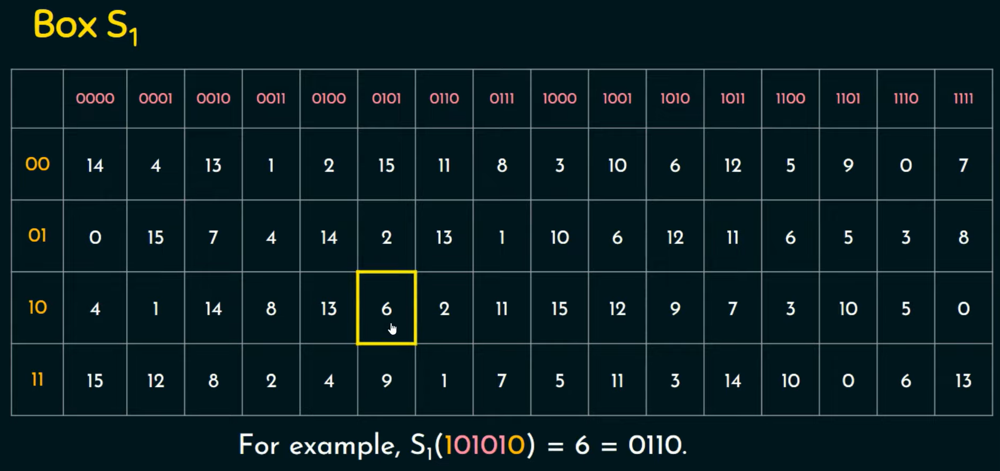 Box S₁
0000 0001 0010 0011 0100 0101 0110 0111 1000 1001 1010 1011 1100 1101 1110 1111
00 14 4 13 1 2 15 11 8 3 10 6 12 5 9 0 7
01 0 15 7 4 14 2 13 1 10 6 12 11 6 5 3 8
10 4 1 14 8 13 6 2 11 15 12 9 7 3 10 5 0
11 15 12 8 2 4 9 1 7 5 11 3 14 10 0 6 13
For example, S₁(101010) = 6 = 0110.